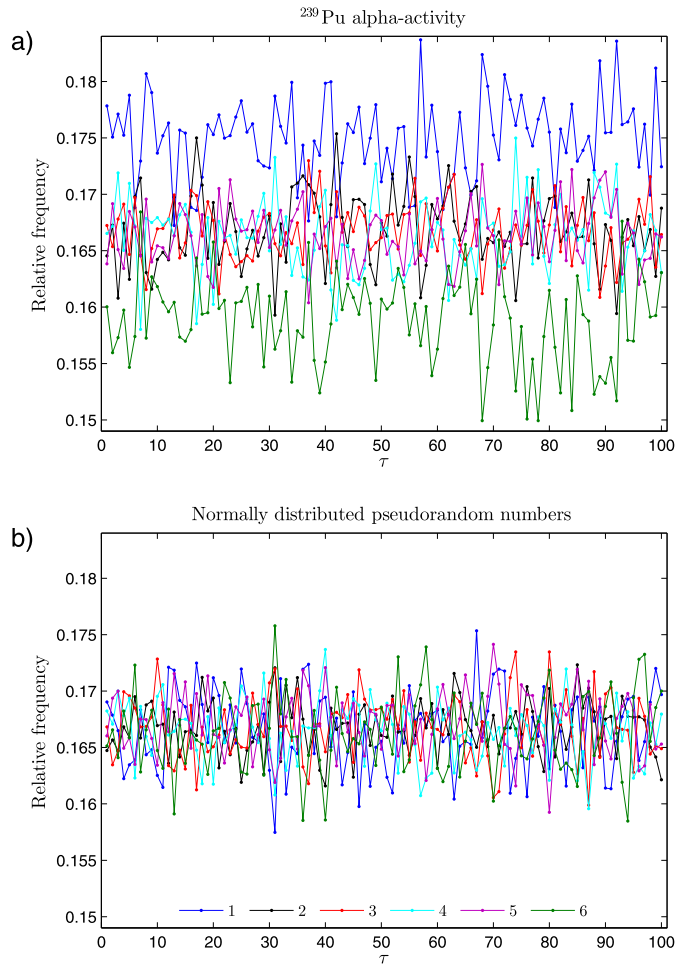 ²³⁹Pu alpha-activity
a)
0.18
0.175
0.17
0.165
0.16
0.155
0.15
Relative frequency
0 10 20 30 40 50 60 70 80 90 100
τ
Normally distributed pseudorandom numbers
b)
0.18
0.175
0.17
0.165
0.16
0.155
0.15
Relative frequency
1 2 3 4 5 6
0 10 20 30 40 50 60 70 80 90 100
τ